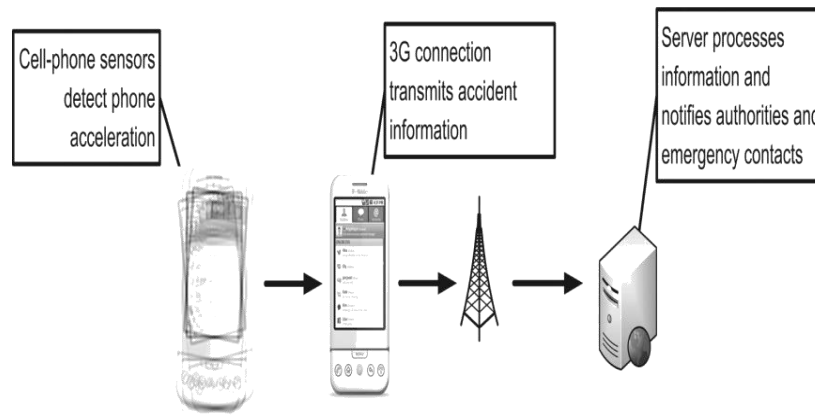 Cell-phone sensors
detect phone
acceleration
3G connection
transmits accident
information
Server processes
information and
notifies authorities and
emergency contacts